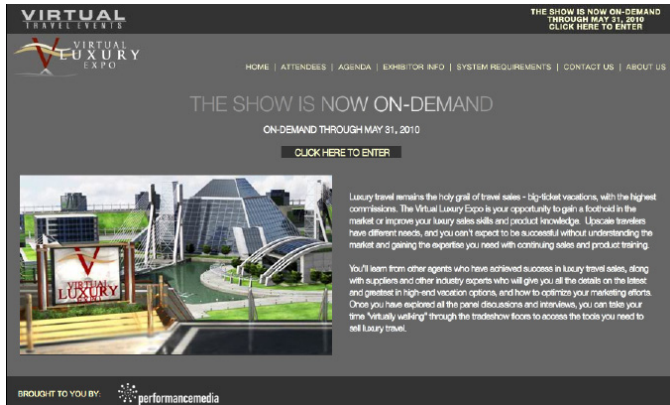 VIRTUAL
TRAVEL EVENTS
THE SHOW IS NOW ON-DEMAND
THROUGH MAY 31, 2010
CLICK HERE TO ENTER
VIRTUAL
LUXURY
EXPO
HOME | ATTENDEES | AGENDA | EXHIBITOR INFO | SYSTEM REQUIREMENTS | CONTACT US | ABOUT US
THE SHOW IS NOW ON-DEMAND
ON-DEMAND THROUGH MAY 31, 2010
CLICK HERE TO ENTER
VIRTUAL
LUXURY
EXPO
Luxury travel remains the holy grail of travel sales - big-ticket vacations, with the highest
commissions. The Virtual Luxury Expo is your opportunity to gain a foothold in the
market or improve your luxury sales skills and product knowledge. Upscale travelers
have different needs, and you can't expect to be successful without understanding the
market and gaining the expertise you need with continuing sales and product training.
You'll learn from other agents who have achieved success in luxury travel sales, along
with suppliers and other industry experts who will give you all the details on the latest
and greatest in high-end vacation options, and how to optimize your marketing efforts.
Once you have explored all the panel discussions and interviews, you can take your
time "virtually walking" through the tradeshow floors to access the tools you need to
sell luxury travel.
BROUGHT TO YOU BY:
performancemedia